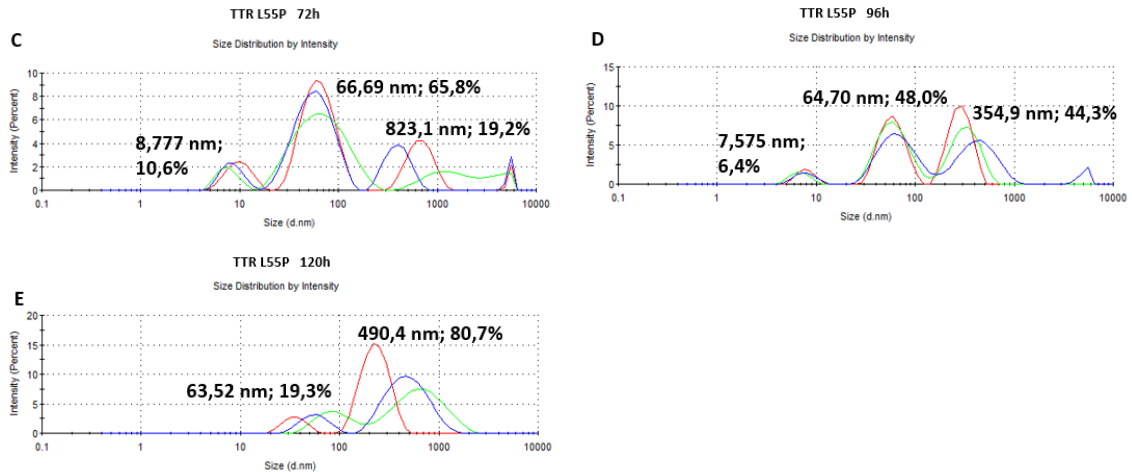 TTR L55P 72h
C
Size Distribution by Intensity
Intensity (Percent)
10
8
6
4
2
0
8,777 nm;
10,6%
66,69 nm; 65,8%
823,1 nm; 19,2%
0.1 1 10 100 1000 10000
Size (d.nm)
TTR L55P 96h
D
Size Distribution by Intensity
Intensity (Percent)
15
10
5
0
7,575 nm;
6,4%
64,70 nm; 48,0%
354,9 nm; 44,3%
0.1 1 10 100 1000 10000
Size (d.nm)
TTR L55P 120h
E
Size Distribution by Intensity
Intensity (Percent)
20
15
10
5
0
63,52 nm; 19,3%
490,4 nm; 80,7%
0.1 1 10 100 1000 10000
Size (d.nm)